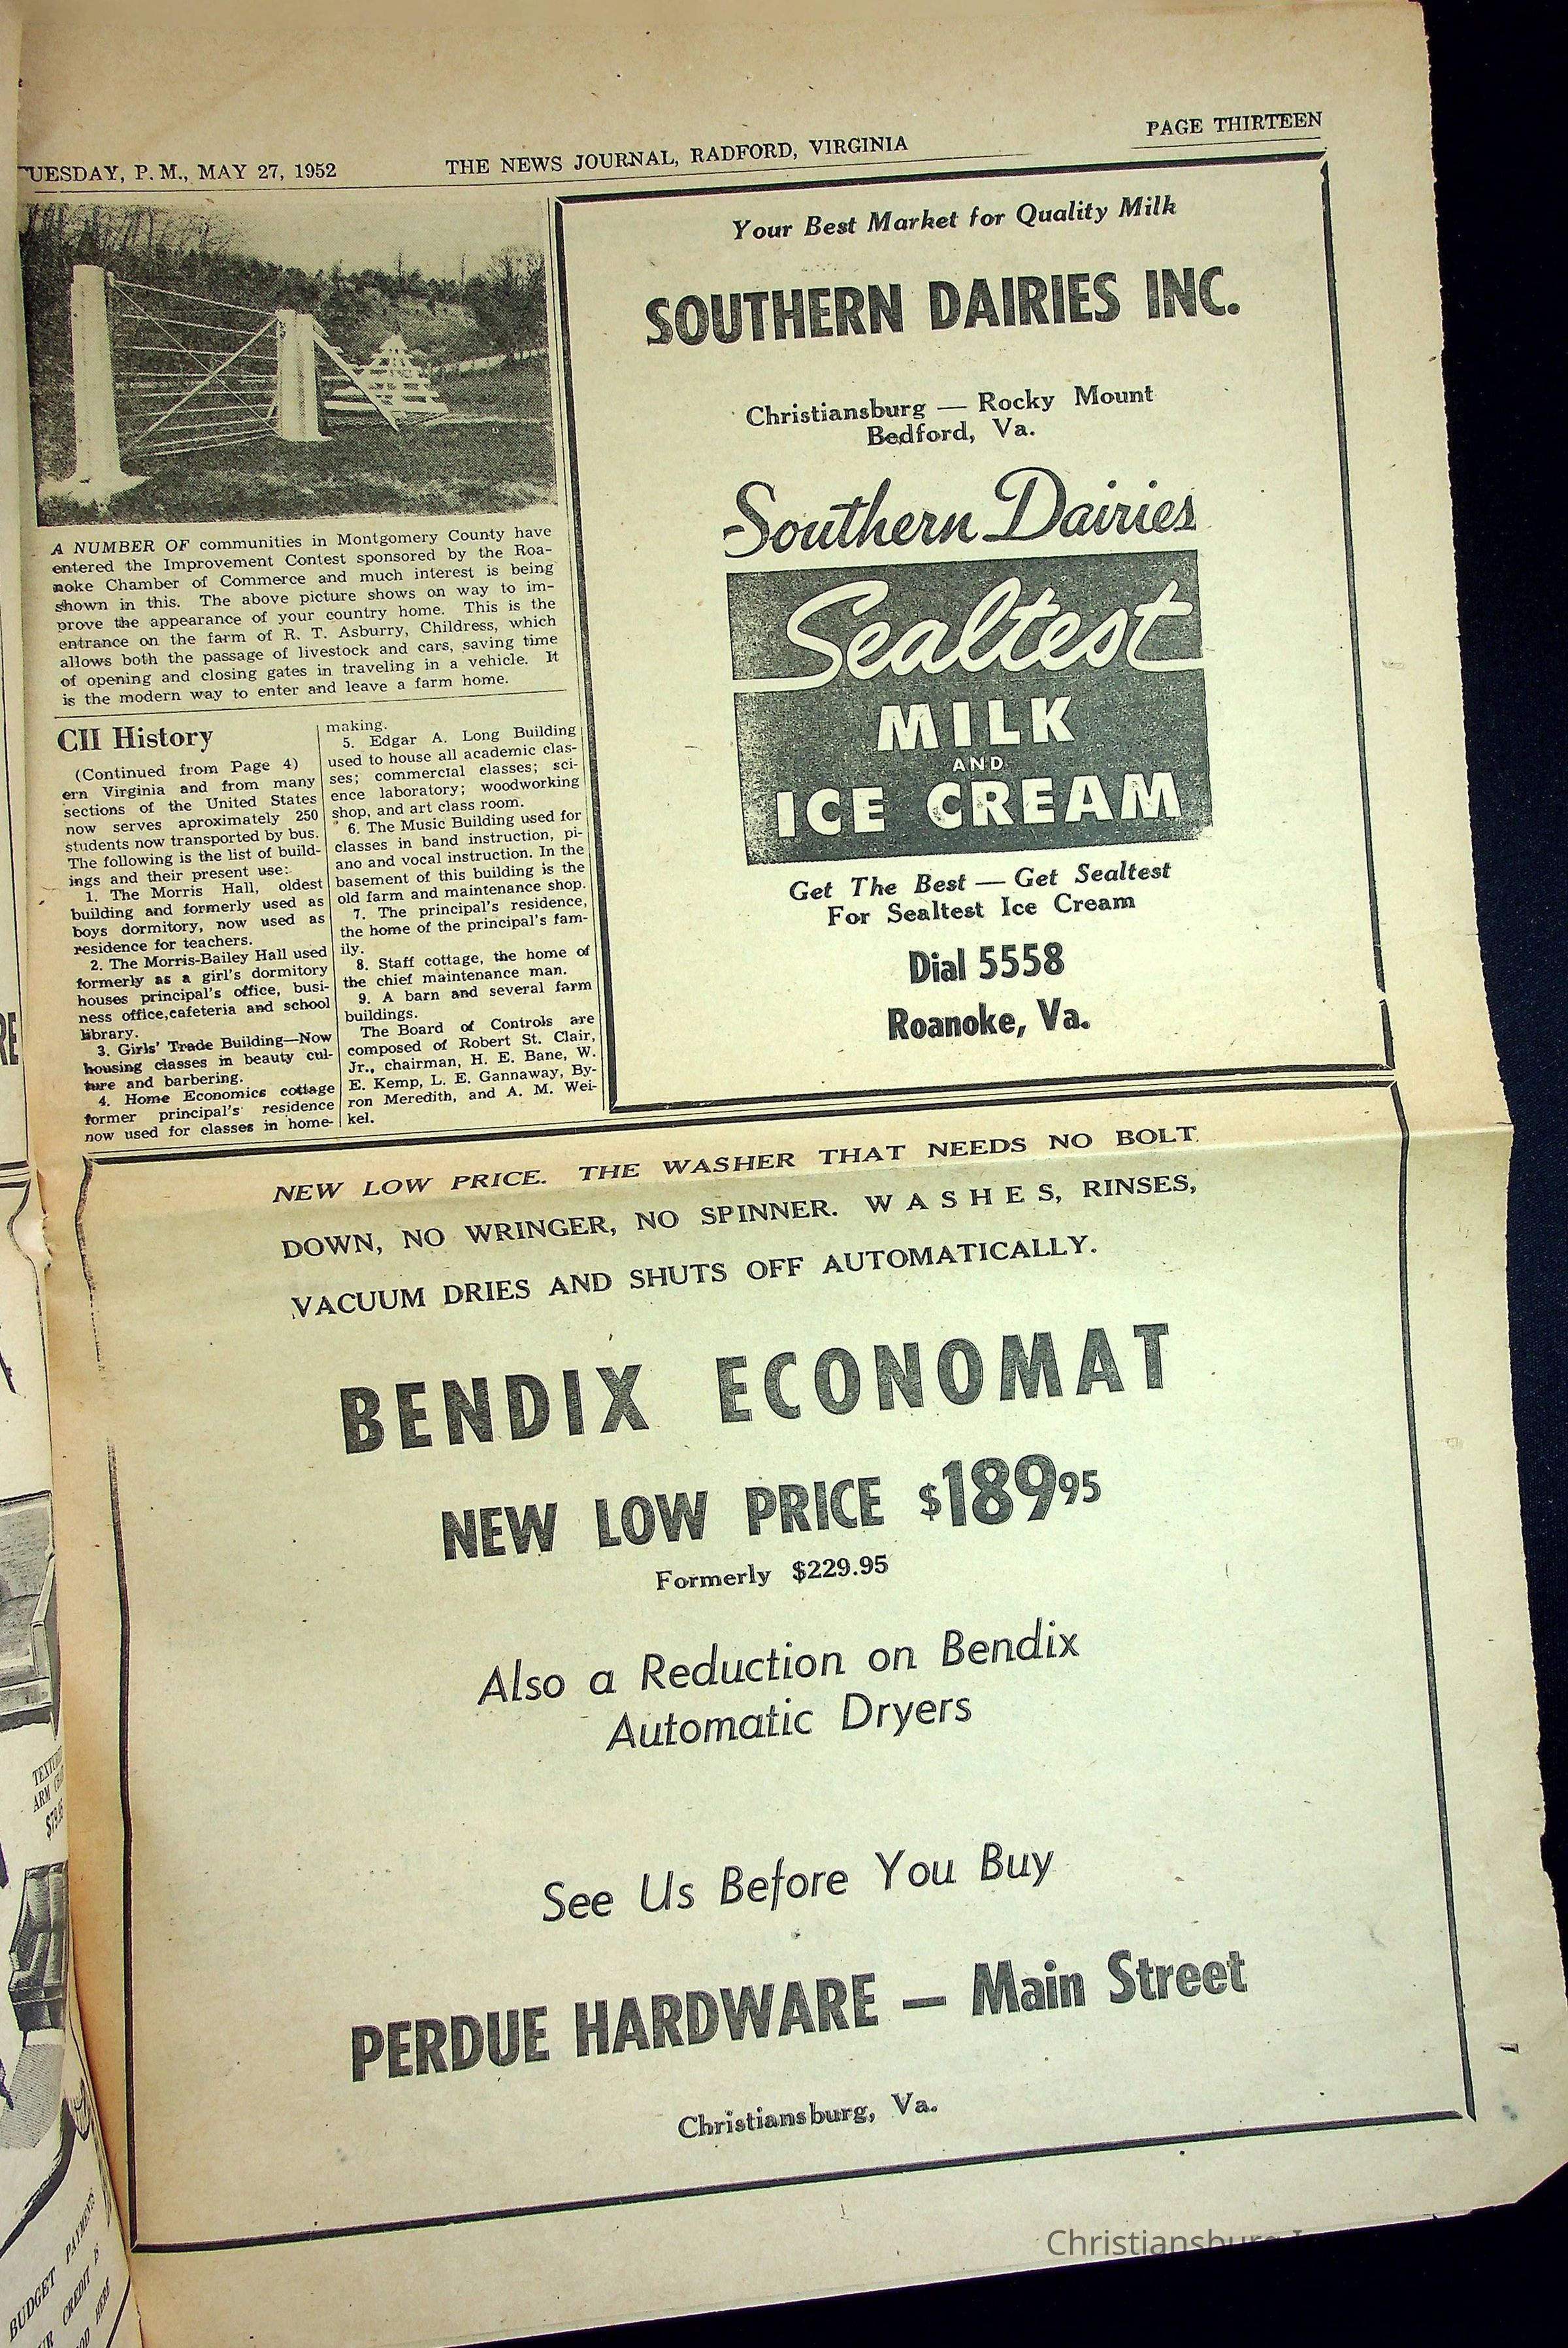 TUESDAY, P. M., MAY 27, 1952
THE NEWS JOURNAL, RADFORD, VIRGINIA
PAGE THIRTEEN
A NUMBER OF communities in Montgomery County have
entered the Improvement Contest sponsored by the Roa-
noke Chamber of Commerce and much interest is being
shown in this. The above picture shows on way to im-
prove the appearance of your country home. This is the
entrance on the farm of R. T. Asburry, Childress, which
allows both the passage of livestock and cars, saving time
of opening and closing gates in traveling in a vehicle. It
is the modern way to enter and leave a farm home.
CII History
(Continued from Page 4)
ern Virginia and from many
sections of the United States
now serves aproximately 250
students now transported by bus.
The following is the list of build-
ings and their present use:
1. The Morris Hall, oldest
building and formerly used as
boys dormitory, now used as
residence for teachers.
2. The Morris-Bailey Hall used
formerly as a girl's dormitory
houses principal's office, busi-
ness office,cafeteria and school
library.
3. Girls' Trade Building—Now
housing classes in beauty cul-
ture and barbering.
4. Home Economics cottage
former principal's residence
now used for classes in home-
making.
5. Edgar A. Long Building
used to house all academic clas-
ses; commercial classes; sci-
ence laboratory; woodworking
shop, and art class room.
6. The Music Building used for
classes in band instruction, pi-
ano and vocal instruction. In the
basement of this building is the
old farm and maintenance shop.
7. The principal's residence,
the home of the principal's fam-
ily.
8. Staff cottage, the home of
the chief maintenance man.
9. A barn and several farm
buildings.
The Board of Controls are
composed of Robert St. Clair,
Jr., chairman, H. E. Bane, W.
E. Kemp, L. E. Gannaway, By-
ron Meredith, and A. M. Wei-
kel.
Your Best Market for Quality Milk
SOUTHERN DAIRIES INC.
Christiansburg — Rocky Mount
Bedford, Va.
Southern Dairies
Sealtest
MILK
AND
ICE CREAM
Get The Best — Get Sealtest
For Sealtest Ice Cream
Dial 5558
Roanoke, Va.
NEW LOW PRICE. THE WASHER THAT NEEDS NO BOLT
DOWN, NO WRINGER, NO SPINNER. W A S H E S, RINSES,
VACUUM DRIES AND SHUTS OFF AUTOMATICALLY.
BENDIX ECONOMAT
NEW LOW PRICE $189.95
Formerly $229.95
Also a Reduction on Bendix
Automatic Dryers
See Us Before You Buy
PERDUE HARDWARE — Main Street
Christiansburg, Va.
ARM
BUDGET PAYMENTS
CREDIT
HERE